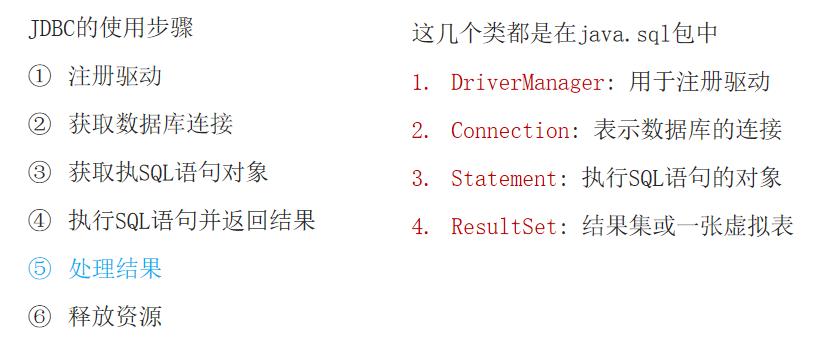 JDBC的使用步骤
① 注册驱动
② 获取数据库连接
③ 获取执SQL语句对象
④ 执行SQL语句并返回结果
⑤ 处理结果
⑥ 释放资源
这几个类都是在java.sql包中
1. DriverManager: 用于注册驱动
2. Connection: 表示数据库的连接
3. Statement: 执行SQL语句的对象
4. ResultSet: 结果集或一张虚拟表